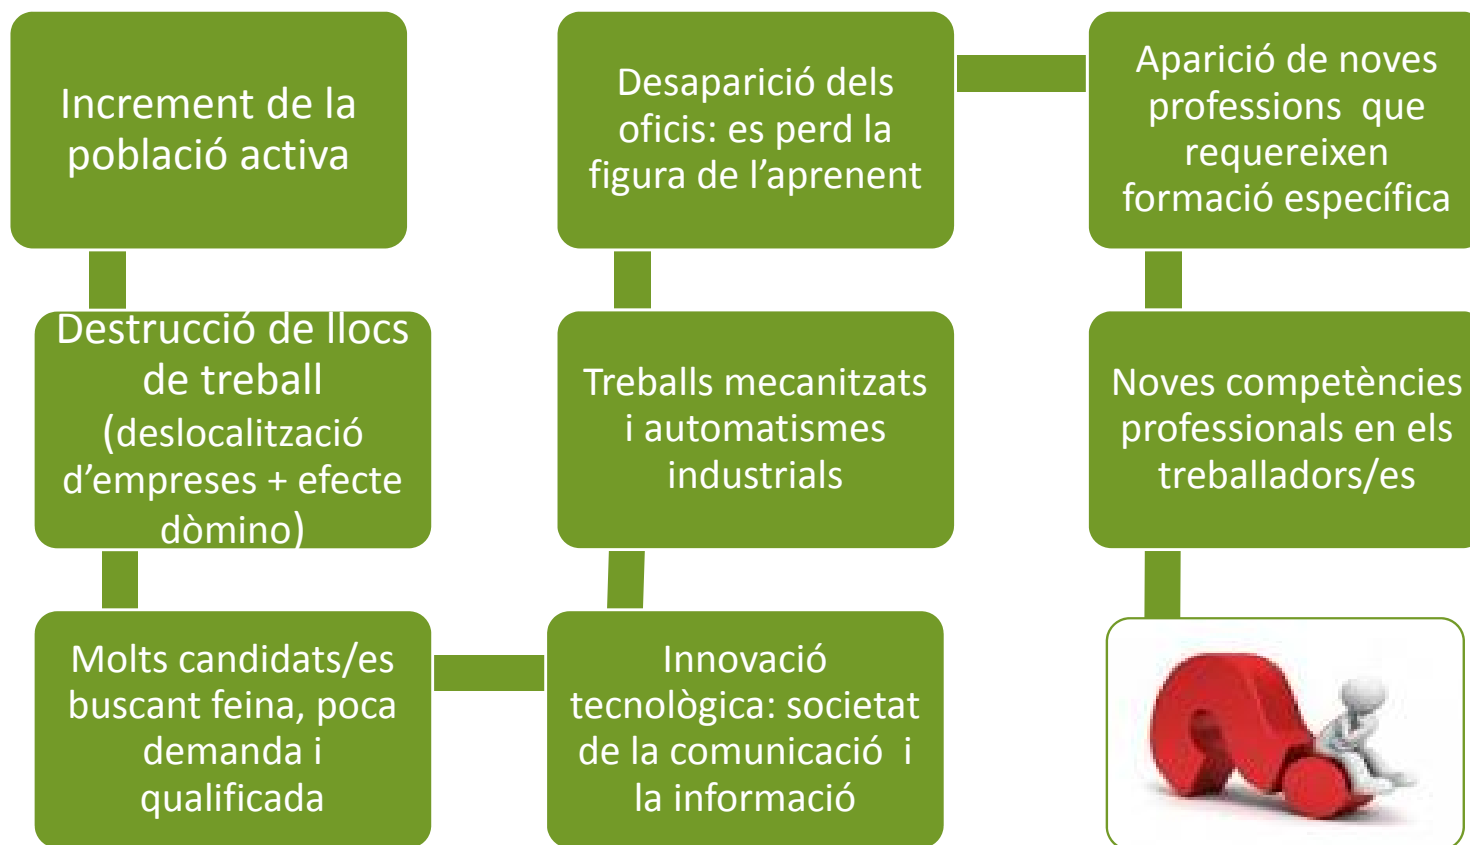 Increment de la
població activa
Destrucció de llocs
de treball
(deslocalització
d’empreses + efecte
dòmino)
Molts candidats/es
buscant feina, poca
demanda i
qualificada
Innovació
tecnològica: societat
de la comunicació i
la informació
Treballs mecanitzats
i automatismes
industrials
Desaparició dels
oficis: es perd la
figura de l’aprenent
Aparició de noves
professions que
requereixen
formació específica
Noves competències
professionals en els
treballadors/es